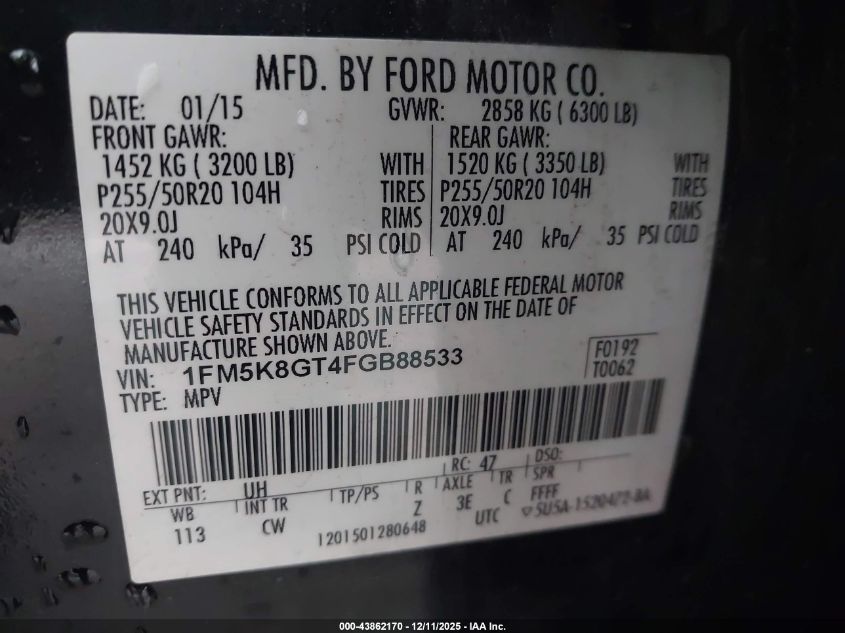 MFD. BY FORD MOTOR CO.
DATE: 01/15 GVWR: 2858 KG ( 6300 LB)
FRONT GAWR: REAR GAWR:
1452 KG ( 3200 LB) WITH 1520 KG ( 3350 LB) WITH
P255/50R20 104H TIRES P255/50R20 104H TIRES
20X9.0J RIMS 20X9.0J RIMS
AT 240 kPa/ 35 PSI COLD AT 240 kPa/ 35 PSI COLD
THIS VEHICLE CONFORMS TO ALL APPLICABLE FEDERAL MOTOR
VEHICLE SAFETY STANDARDS IN EFFECT ON THE DATE OF
MANUFACTURE SHOWN ABOVE.
VIN: 1FM5K8GT4FGB88533 F0192
TYPE: MPV T0062
RC: 47 DSO:
EXT PNT: UH
WB INT TR TP/PS R AXLE TR SPR
113 CW Z 3E C FFFF
1201501280648 UTC
000-43862170 - 12/11/2025 - IAA Inc.